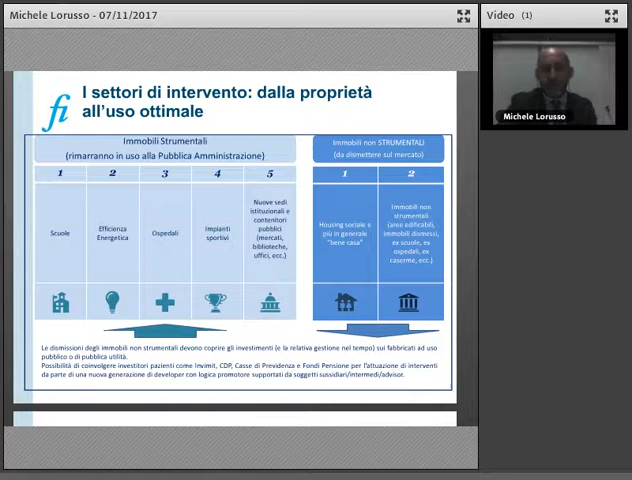 Michele Lorusso - 07/11/2017
Video (1)
Michele Lorusso
fi
I settori di intervento: dalla proprietà
all'uso ottimale
Immobili Strumentali
(rimarranno in uso alla Pubblica Amministrazione)
1 2 3 4 5
Scuole
Efficienza
Energetica
Ospedali
Impianti
sportivi
Nuove sedi
istituzionali e
contenitori
pubblici
(mercati,
biblioteche,
uffici, ecc.)
Immobili non STRUMENTALI
(da dismettere sul mercato)
1 2
Housing sociale e
più in generale
"bene casa"
Immobili non
strumentali
(aree edificabili,
immobili dismessi,
ex scuole, ex
ospedali, ex
caserme, ecc.)
Le dismissioni degli immobili non strumentali devono coprire gli investimenti (e la relativa gestione nel tempo) sui fabbricati ad uso
pubblico o di pubblica utilità.
Possibilità di coinvolgere investitori pazienti come Invimit, CDP, Casse di Previdenza e Fondi Pensione per l'attuazione di interventi
da parte di una nuova generazione di developer con logica promotore supportati da soggetti sussidiari/intermedi/advisor.